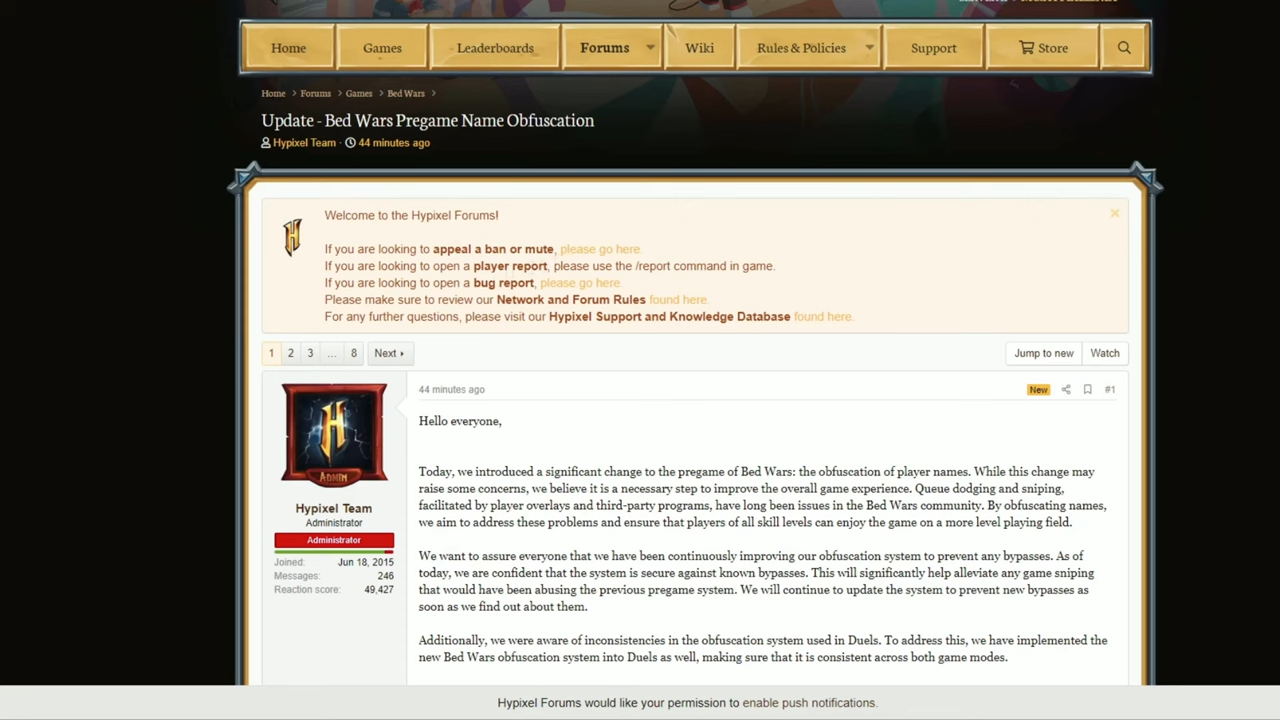 Home Games Leaderboards Forums Wiki Rules & Policies Support Store
Home > Forums > Games > Bed Wars >
Update - Bed Wars Pregame Name Obfuscation
Hypixel Team · 44 minutes ago
Welcome to the Hypixel Forums!
If you are looking to appeal a ban or mute, please go here.
If you are looking to open a player report, please use the /report command in game.
If you are looking to open a bug report, please go here.
Please make sure to review our Network and Forum Rules found here.
For any further questions, please visit our Hypixel Support and Knowledge Database found here.
1 2 3 ... 8 Next
Jump to new Watch
44 minutes ago
New #1
ADMIN
Hypixel Team
Administrator
Administrator
Joined: Jun 18, 2015
Messages: 246
Reaction score: 49,427
Hello everyone,
Today, we introduced a significant change to the pregame of Bed Wars: the obfuscation of player names. While this change may
raise some concerns, we believe it is a necessary step to improve the overall game experience. Queue dodging and sniping,
facilitated by player overlays and third-party programs, have long been issues in the Bed Wars community. By obfuscating names,
we aim to address these problems and ensure that players of all skill levels can enjoy the game on a more level playing field.
We want to assure everyone that we have been continuously improving our obfuscation system to prevent any bypasses. As of
today, we are confident that the system is secure against known bypasses. This will significantly help alleviate any game sniping
that would have been abusing the previous pregame system. We will continue to update the system to prevent new bypasses as
soon as we find out about them.
Additionally, we were aware of inconsistencies in the obfuscation system used in Duels. To address this, we have implemented the
new Bed Wars obfuscation system into Duels as well, making sure that it is consistent across both game modes.
Hypixel Forums would like your permission to enable push notifications.